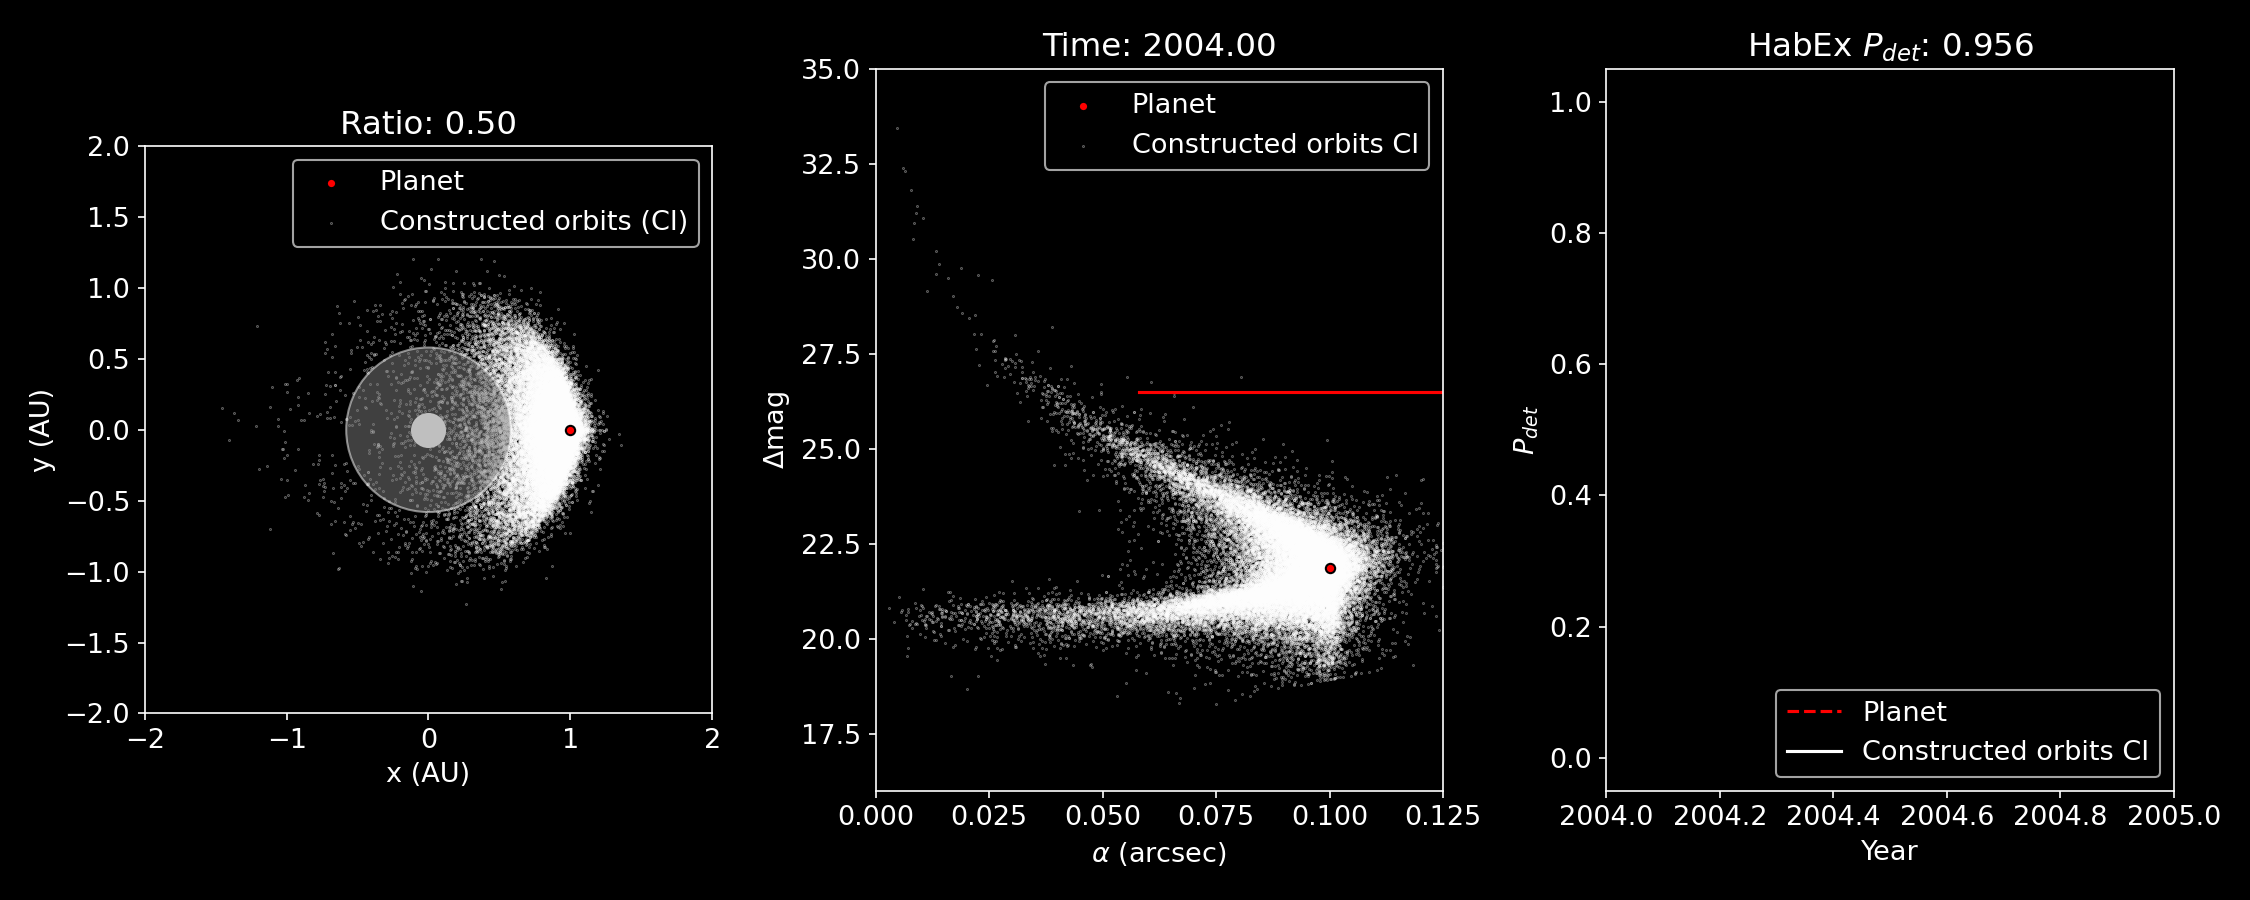 Ratio: 0.50
2.0
1.5
1.0
0.5
0.0
−0.5
−1.0
−1.5
−2.0
y (AU)
Planet
Constructed orbits (CI)
−2
−1
0
1
2
x (AU)
Time: 2004.00
35.0
32.5
30.0
27.5
25.0
22.5
20.0
17.5
Δmag
Planet
Constructed orbits CI
0.000
0.025
0.050
0.075
0.100
0.125
α (arcsec)
HabEx P_det: 0.956
1.0
0.8
0.6
0.4
0.2
0.0
P_det
Planet
Constructed orbits CI
2004.0
2004.2
2004.4
2004.6
2004.8
2005.0
Year